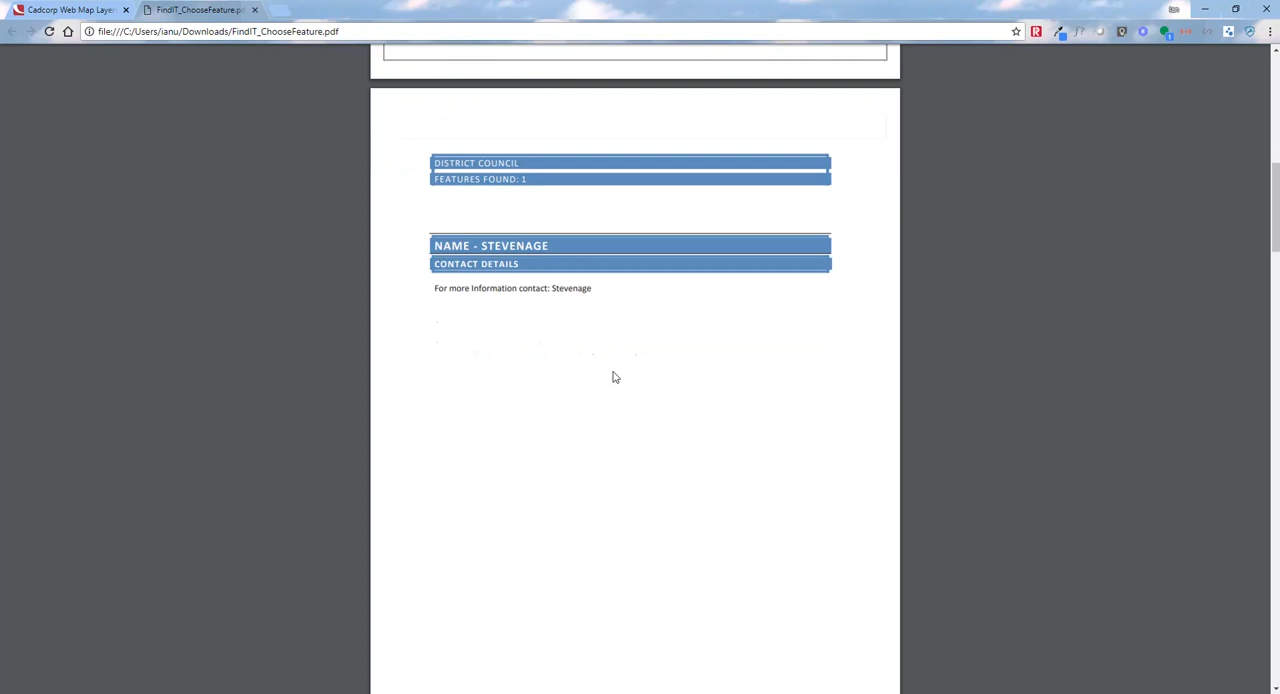 Cadcorp Web Map Layer
FindIT_ChooseFeature.pd
file:///C:/Users/ianu/Downloads/FindIT_ChooseFeature.pdf
DISTRICT COUNCIL
FEATURES FOUND: 1
NAME - STEVENAGE
CONTACT DETAILS
For more Information contact: Stevenage